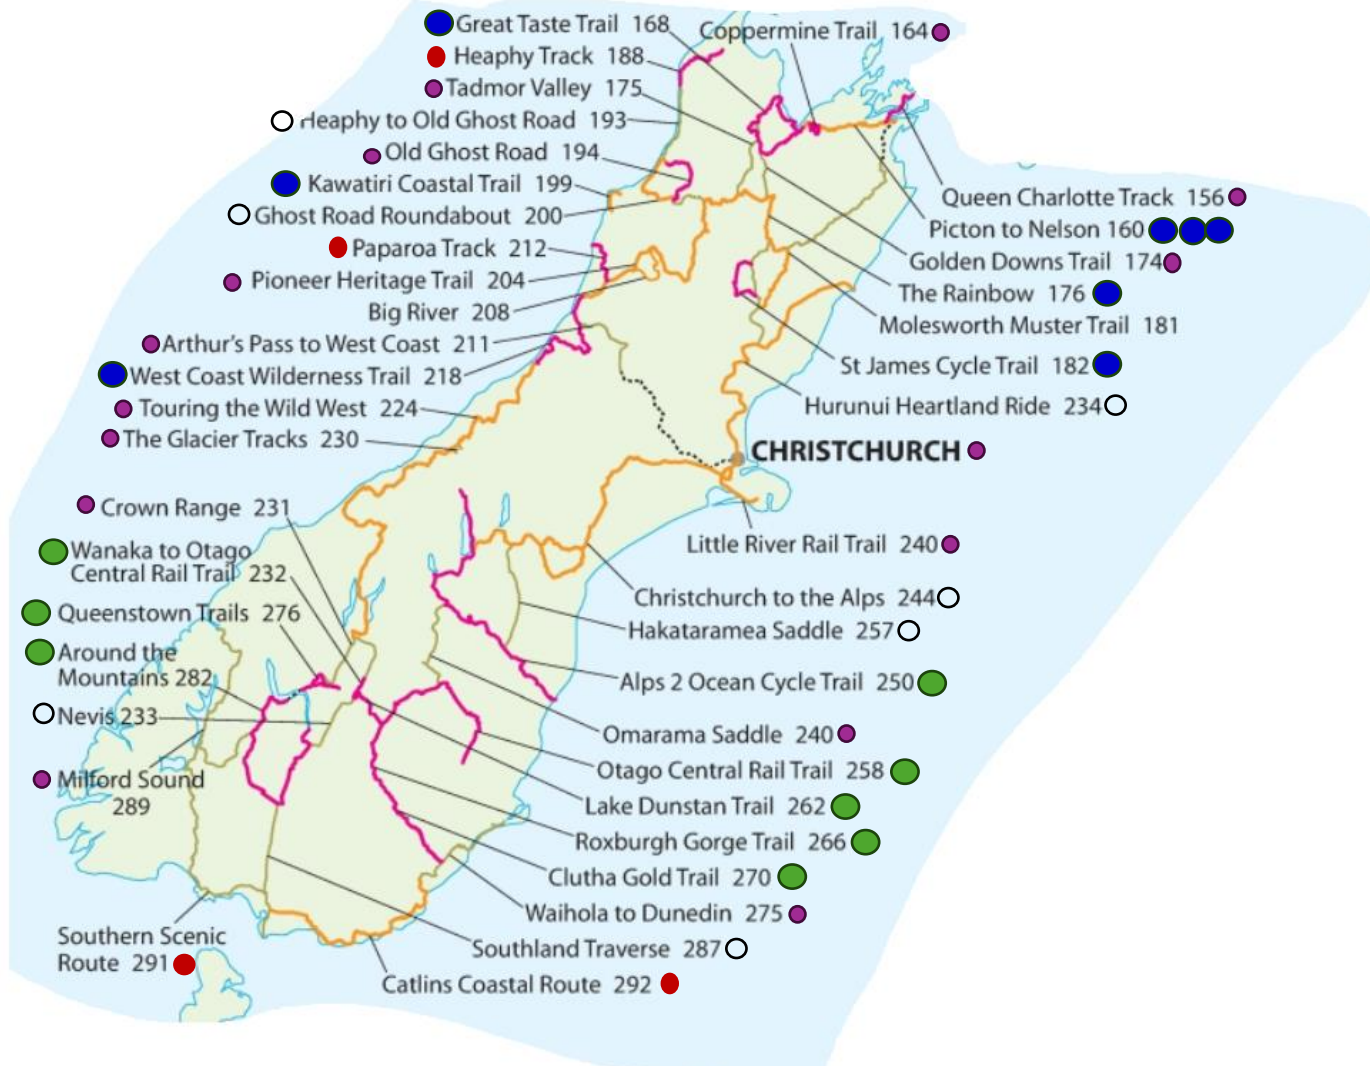 Great Taste Trail 168
Heaphy Track 188
Tadmor Valley 175
Heaphy to Old Ghost Road 193
Old Ghost Road 194
Kawatiri Coastal Trail 199
Ghost Road Roundabout 200
Paparoa Track 212
Pioneer Heritage Trail 204
Big River 208
Arthur's Pass to West Coast 211
West Coast Wilderness Trail 218
Touring the Wild West 224
The Glacier Tracks 230
Crown Range 231
Wanaka to Otago
Central Rail Trail 232
Queenstown Trails 276
Around the
Mountains 282
Nevis 233
Milford Sound
289
Southern Scenic
Route 291
Coppermine Trail 164
Queen Charlotte Track 156
Picton to Nelson 160
Golden Downs Trail 174
The Rainbow 176
Molesworth Muster Trail 181
St James Cycle Trail 182
Hurunui Heartland Ride 234
CHRISTCHURCH
Little River Rail Trail 240
Christchurch to the Alps 244
Hakataramea Saddle 257
Alps 2 Ocean Cycle Trail 250
Omarama Saddle 240
Otago Central Rail Trail 258
Lake Dunstan Trail 262
Roxburgh Gorge Trail 266
Clutha Gold Trail 270
Waihola to Dunedin 275
Southland Traverse 287
Catlins Coastal Route 292